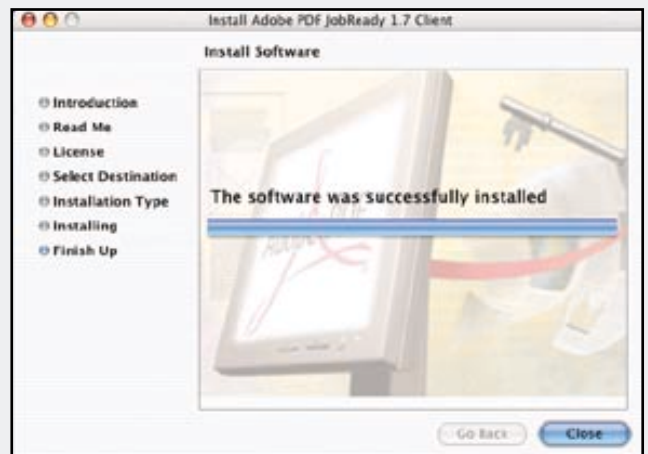 Install Adobe PDF JobReady 1.7 Client
Install Software
Introduction
Read Me
License
Select Destination
Installation Type
Installing
Finish Up
The software was successfully installed
Go Back
Close